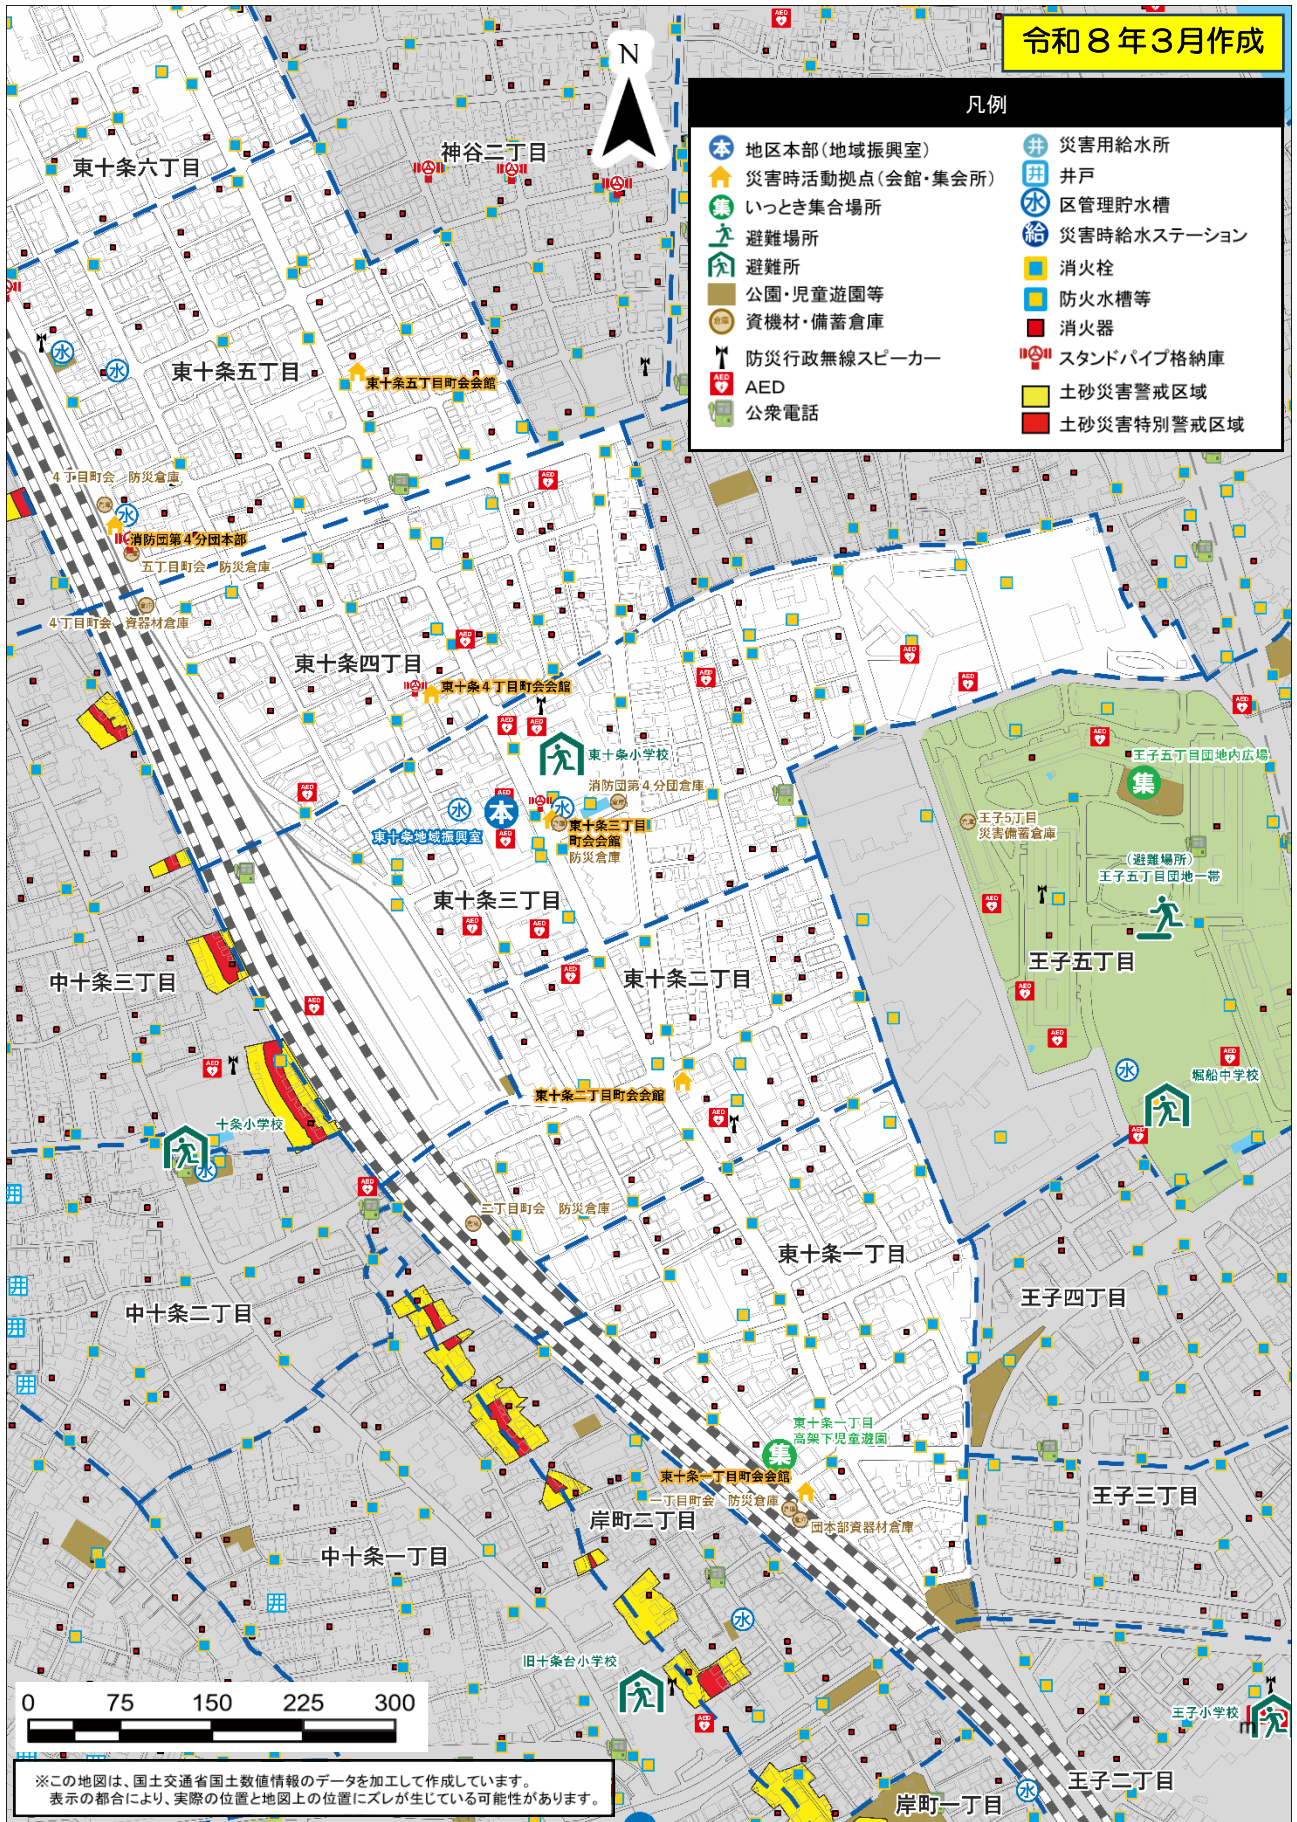 令和8年3月作成
N
凡例
本 地区本部(地域振興室)
災害時活動拠点(会館・集会所)
集 いっとき集合場所
避難場所
避難所
公園・児童遊園等
倉庫 資機材・備蓄倉庫
防災行政無線スピーカー
AED AED
公衆電話
井 災害用給水所
井 井戸
水 区管理貯水槽
給 災害時給水ステーション
消火栓
防火水槽等
消火器
スタンドパイプ格納庫
土砂災害警戒区域
土砂災害特別警戒区域
東十条六丁目
神谷二丁目
東十条五丁目
東十条五丁目町会会館
4丁目町会 防災倉庫
消防団第4分団本部
五丁目町会 防災倉庫
4丁目町会 資器材倉庫
東十条四丁目
東十条4丁目町会会館
東十条小学校
消防団第4分団倉庫
東十条地域振興室
東十条三丁目
町会会館
防災倉庫
東十条三丁目
王子五丁目団地内広場
王子5丁目
災害備蓄倉庫
(避難場所)
王子五丁目団地一帯
王子五丁目
中十条三丁目
東十条二丁目
東十条二丁目町会会館
堀船中学校
十条小学校
二丁目町会 防災倉庫
東十条一丁目
中十条二丁目
王子四丁目
東十条一丁目
高架下児童遊園
東十条一丁目町会会館
一丁目町会 防災倉庫
団本部資器材倉庫
王子三丁目
岸町二丁目
中十条一丁目
旧十条台小学校
王子小学校
王子二丁目
岸町一丁目
0 75 150 225 300
m
※この地図は、国土交通省国土数値情報のデータを加工して作成しています。
表示の都合により、実際の位置と地図上の位置にズレが生じている可能性があります。